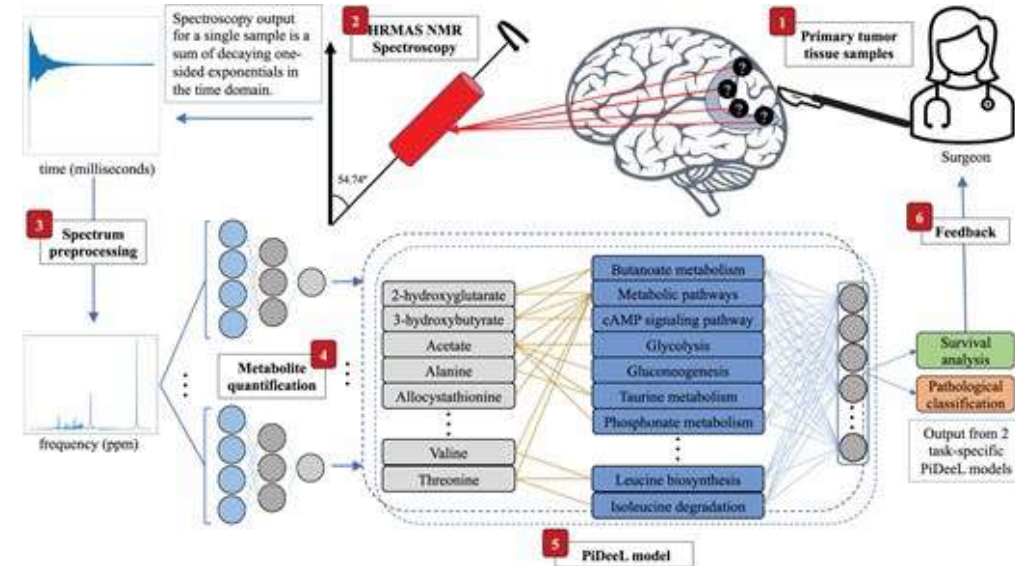 Spectroscopy output
for a single sample is a
sum of decaying one-
sided exponentials in
the time domain.
2
HRMAS NMR
Spectroscopy
1
Primary tumor
tissue samples
?
?
?
?
54.74°
time (milliseconds)
Surgeon
3
Spectrum
preprocessing
6
Feedback
Metabolite
quantification
4
frequency (ppm)
2-hydroxyglutarate
3-hydroxybutyrate
Acetate
Alanine
Allocystathionine
Valine
Threonine
Butanoate metabolism
Metabolic pathways
cAMP signaling pathway
Glycolysis
Gluconeogenesis
Taurine metabolism
Phosphonate metabolism
Leucine biosynthesis
Isoleucine degradation
Survival
analysis
Pathological
classification
Output from 2
task-specific
PiDeeL models
5
PiDeeL model